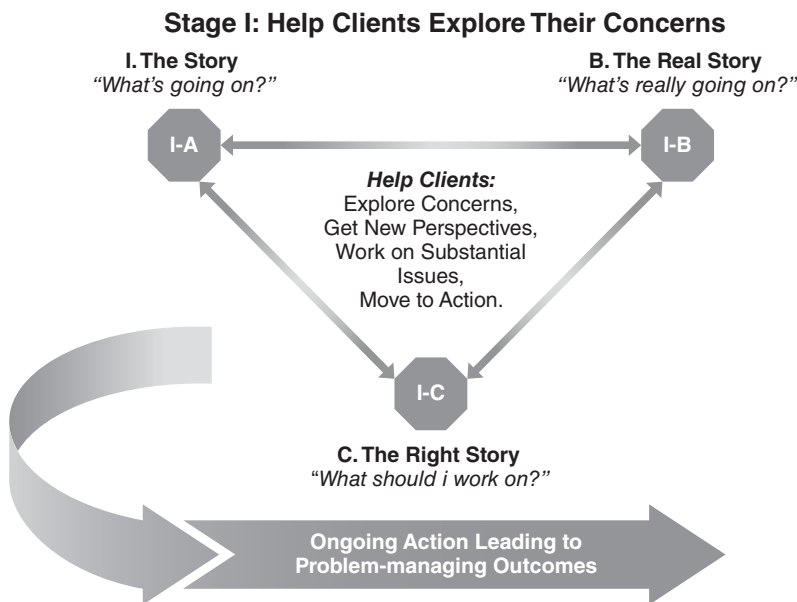 Stage I: Help Clients Explore Their Concerns
I. The Story
“What’s going on?”
B. The Real Story
“What’s really going on?”
I-A
I-B
Help Clients:
Explore Concerns,
Get New Perspectives,
Work on Substantial
Issues,
Move to Action.
I-C
C. The Right Story
“What should i work on?”
Ongoing Action Leading to
Problem-managing Outcomes